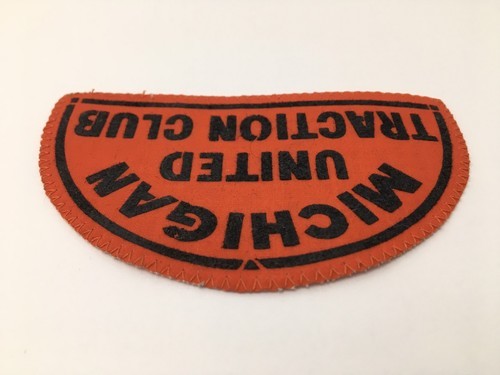 MICHIGAN
UNITED
TRACTION CLUB